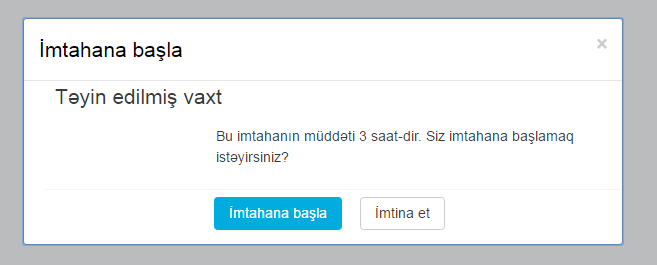 İmtahana başla
×
Təyin edilmiş vaxt
Bu imtahanın müddəti 3 saat-dir. Siz imtahana başlamaq
istəyirsiniz?
İmtahana başla
İmtina et